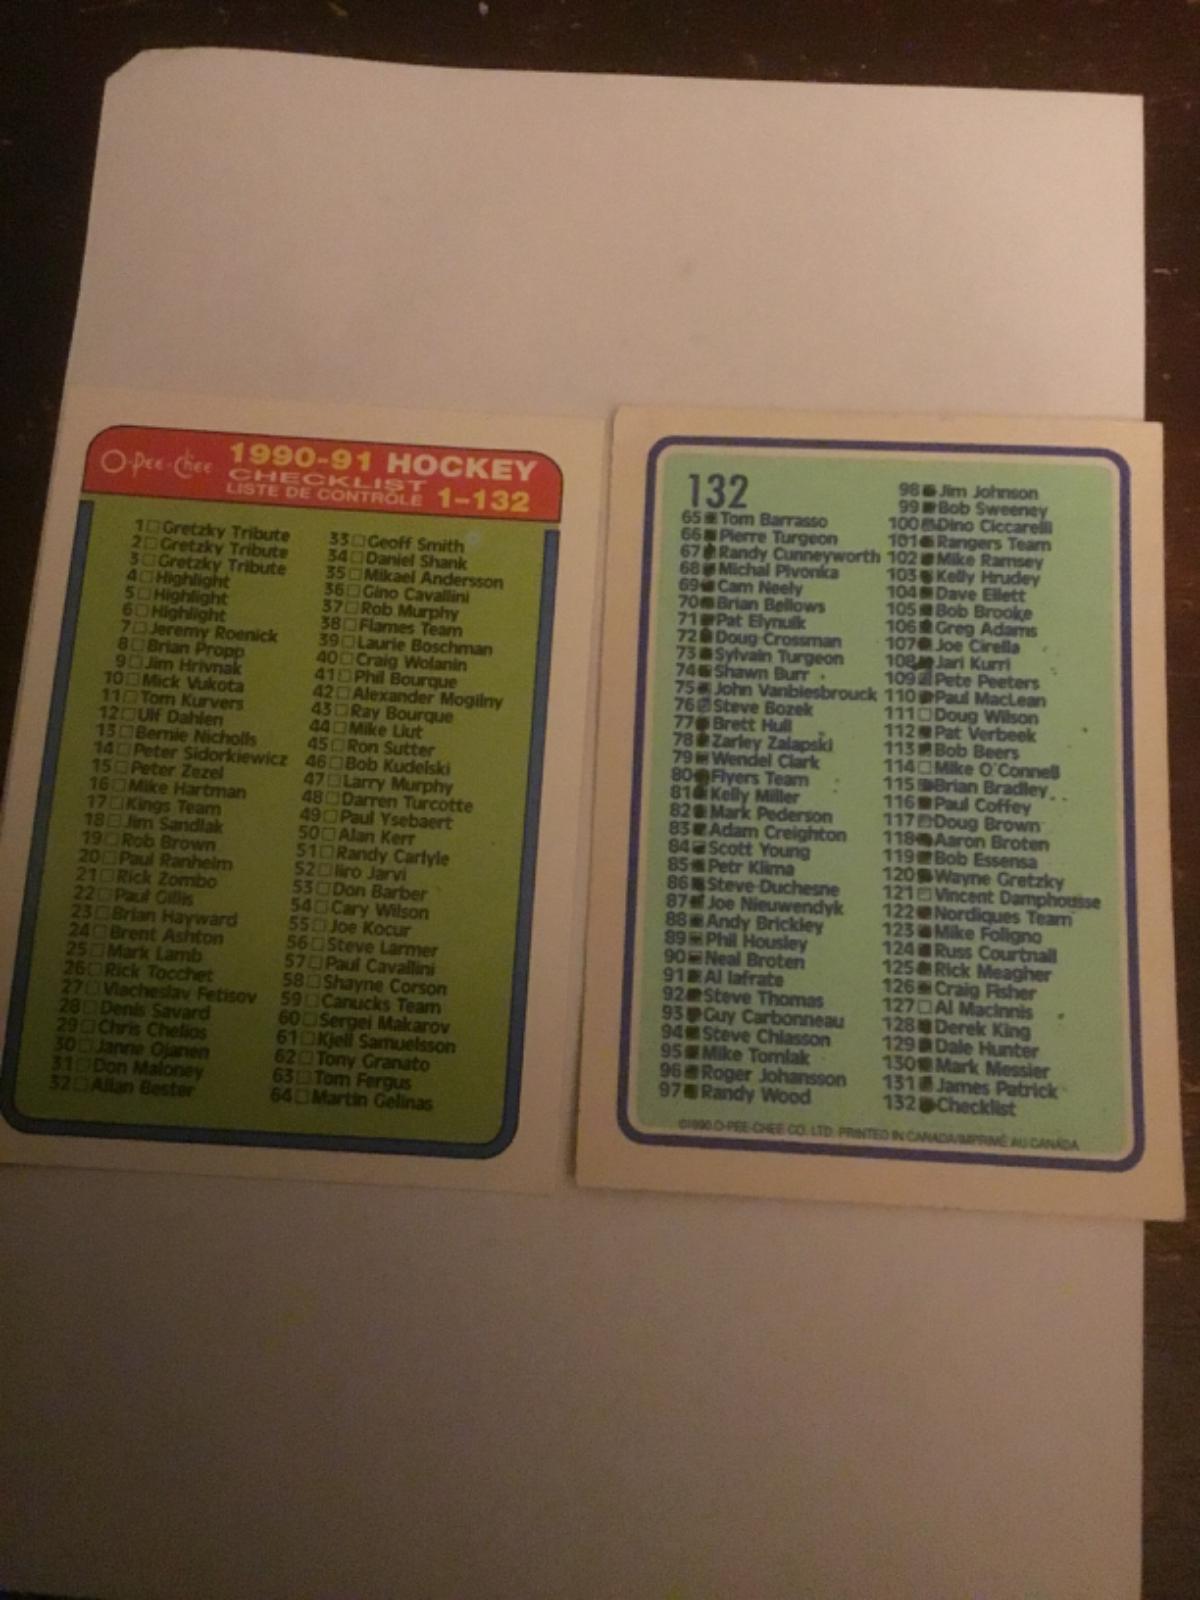 O-Pee-Chee
1990-91 HOCKEY
CHECKLIST
LISTE DE CONTRÔLE 1-132
1 Gretzky Tribute
2 Gretzky Tribute
3 Gretzky Tribute
4 Highlight
5 Highlight
6 Highlight
7 Jeremy Roenick
8 Brian Propp
9 Jim Hrivnak
10 Mick Vukota
11 Tom Kurvers
12 Ulf Dahlen
13 Bernie Nicholls
14 Peter Sidorkiewicz
15 Peter Zezel
16 Mike Hartman
17 Kings Team
18 Jim Sandlak
19 Rob Brown
20 Paul Ranheim
21 Rick Zombo
22 Paul Gillis
23 Brian Hayward
24 Brent Ashton
25 Mark Lamb
26 Rick Tocchet
27 Viacheslav Fetisov
28 Denis Savard
29 Chris Chelios
30 Janne Ojanen
31 Don Maloney
32 Allan Bester
33 Geoff Smith
34 Daniel Shank
35 Mikael Andersson
36 Gino Cavallini
37 Rob Murphy
38 Flames Team
39 Laurie Boschman
40 Craig Wolanin
41 Phil Bourque
42 Alexander Mogilny
43 Ray Bourque
44 Mike Liut
45 Ron Sutter
46 Bob Kudelski
47 Larry Murphy
48 Darren Turcotte
49 Paul Ysebaert
50 Alan Kerr
51 Randy Carlyle
52 Iiro Jarvi
53 Don Barber
54 Cary Wilson
55 Joe Kocur
56 Steve Larmer
57 Paul Cavallini
58 Shayne Corson
59 Canucks Team
60 Sergei Makarov
61 Kjell Samuelsson
62 Tony Granato
63 Tom Fergus
64 Martin Gelinas
132
65 Tom Barrasso
66 Pierre Turgeon
67 Randy Cunneyworth
68 Michal Pivonka
69 Cam Neely
70 Brian Bellows
71 Pat Elynuik
72 Doug Crossman
73 Sylvain Turgeon
74 Shawn Burr
75 John Vanbiesbrouck
76 Steve Bozek
77 Brett Hull
78 Zarley Zalapski
79 Wendel Clark
80 Flyers Team
81 Kelly Miller
82 Mark Pederson
83 Adam Creighton
84 Scott Young
85 Petr Klima
86 Steve Duchesne
87 Joe Nieuwendyk
88 Andy Brickley
89 Phil Housley
90 Neal Broten
91 Al Iafrate
92 Steve Thomas
93 Guy Carbonneau
94 Steve Chiasson
95 Mike Tomlak
96 Roger Johansson
97 Randy Wood
98 Jim Johnson
99 Bob Sweeney
100 Dino Ciccarelli
101 Rangers Team
102 Mike Ramsey
103 Kelly Hrudey
104 Dave Ellett
105 Bob Brooke
106 Greg Adams
107 Joe Cirella
108 Jari Kurri
109 Pete Peeters
110 Paul MacLean
111 Doug Wilson
112 Pat Verbeek
113 Bob Beers
114 Mike O'Connell
115 Brian Bradley
116 Paul Coffey
117 Doug Brown
118 Aaron Broten
119 Bob Essensa
120 Wayne Gretzky
121 Vincent Damphousse
122 Nordiques Team
123 Mike Foligno
124 Russ Courtnall
125 Rick Meagher
126 Craig Fisher
127 Al MacInnis
128 Derek King
129 Dale Hunter
130 Mark Messier
131 James Patrick
132 Checklist
©1990 O-PEE-CHEE CO. LTD. PRINTED IN CANADA/IMPRIMÉ AU CANADA